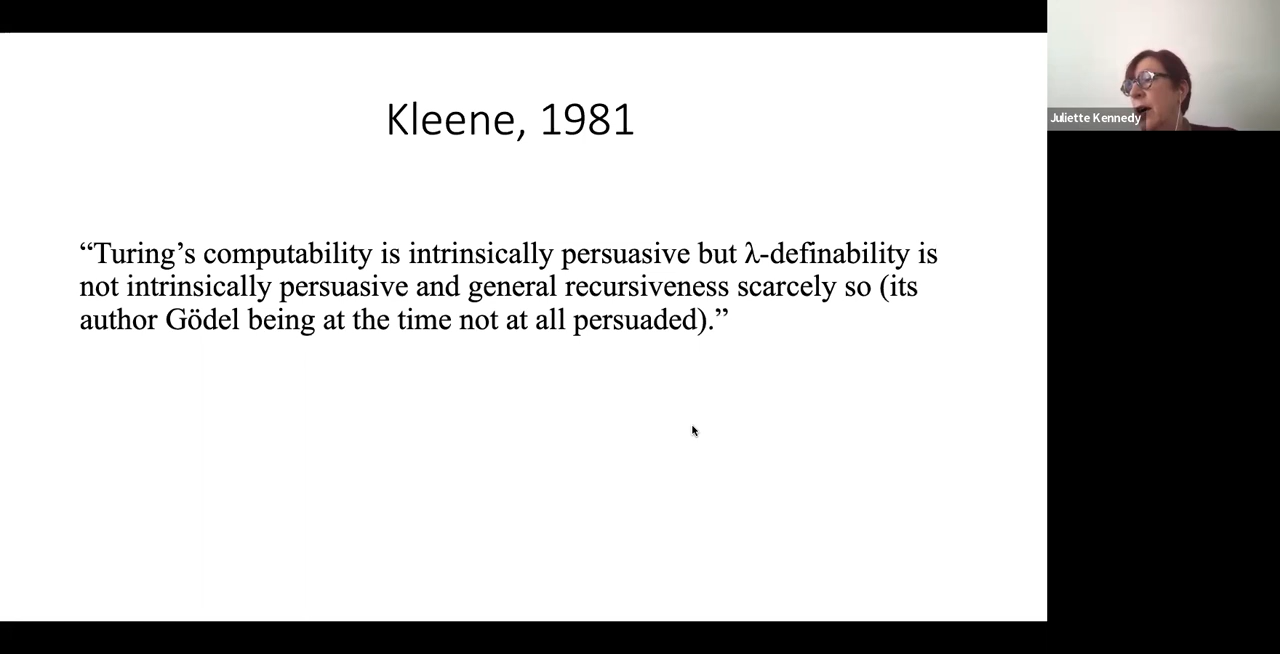 Kleene, 1981
“Turing’s computability is intrinsically persuasive but λ-definability is
not intrinsically persuasive and general recursiveness scarcely so (its
author Gödel being at the time not at all persuaded).”
Juliette Kennedy